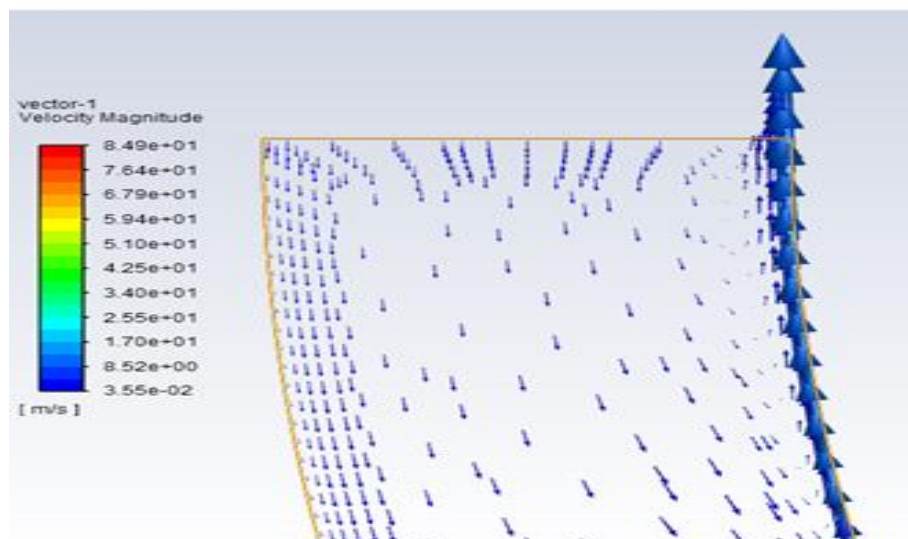 vector-1
Velocity Magnitude
8.49e+01
7.64e+01
6.79e+01
5.94e+01
5.10e+01
4.25e+01
3.40e+01
2.55e+01
1.70e+01
8.52e+00
3.55e-02
[ m/s ]